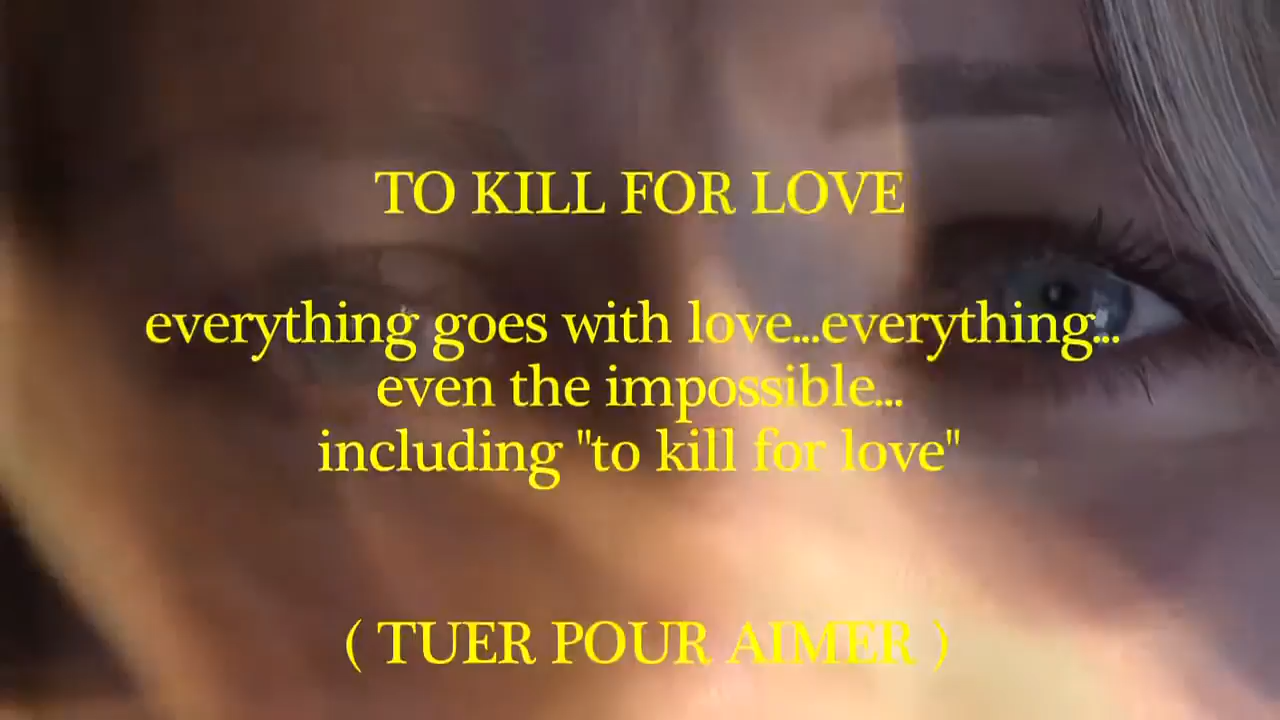 TO KILL FOR LOVE
everything goes with love...everything...
even the impossible...
including "to kill for love"
( TUER POUR AIMER )